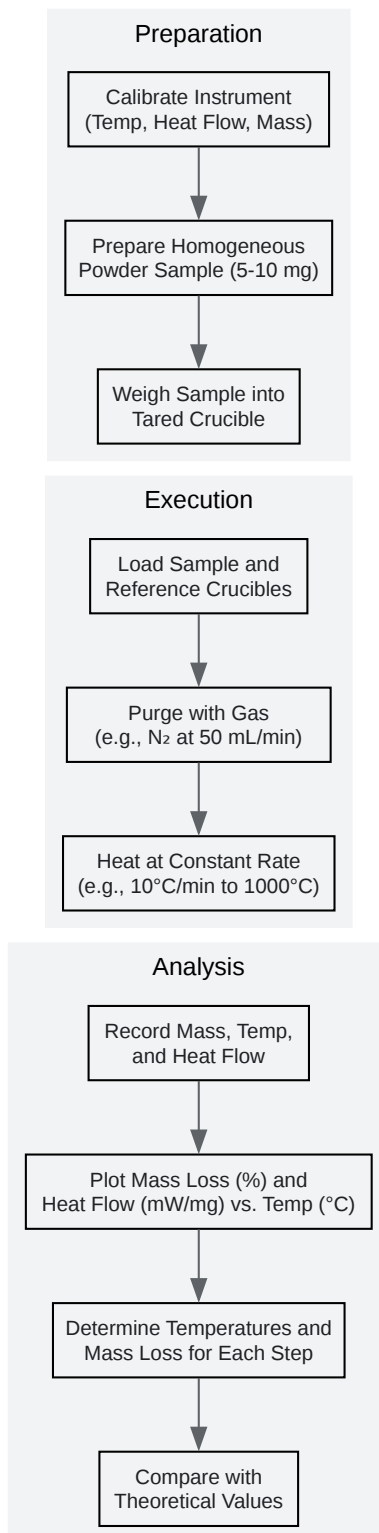 Preparation
Calibrate Instrument
(Temp, Heat Flow, Mass)
Prepare Homogeneous
Powder Sample (5-10 mg)
Weigh Sample into
Tared Crucible
Execution
Load Sample and
Reference Crucibles
Purge with Gas
(e.g., N₂ at 50 mL/min)
Heat at Constant Rate
(e.g., 10°C/min to 1000°C)
Analysis
Record Mass, Temp,
and Heat Flow
Plot Mass Loss (%) and
Heat Flow (mW/mg) vs. Temp (°C)
Determine Temperatures and
Mass Loss for Each Step
Compare with
Theoretical Values